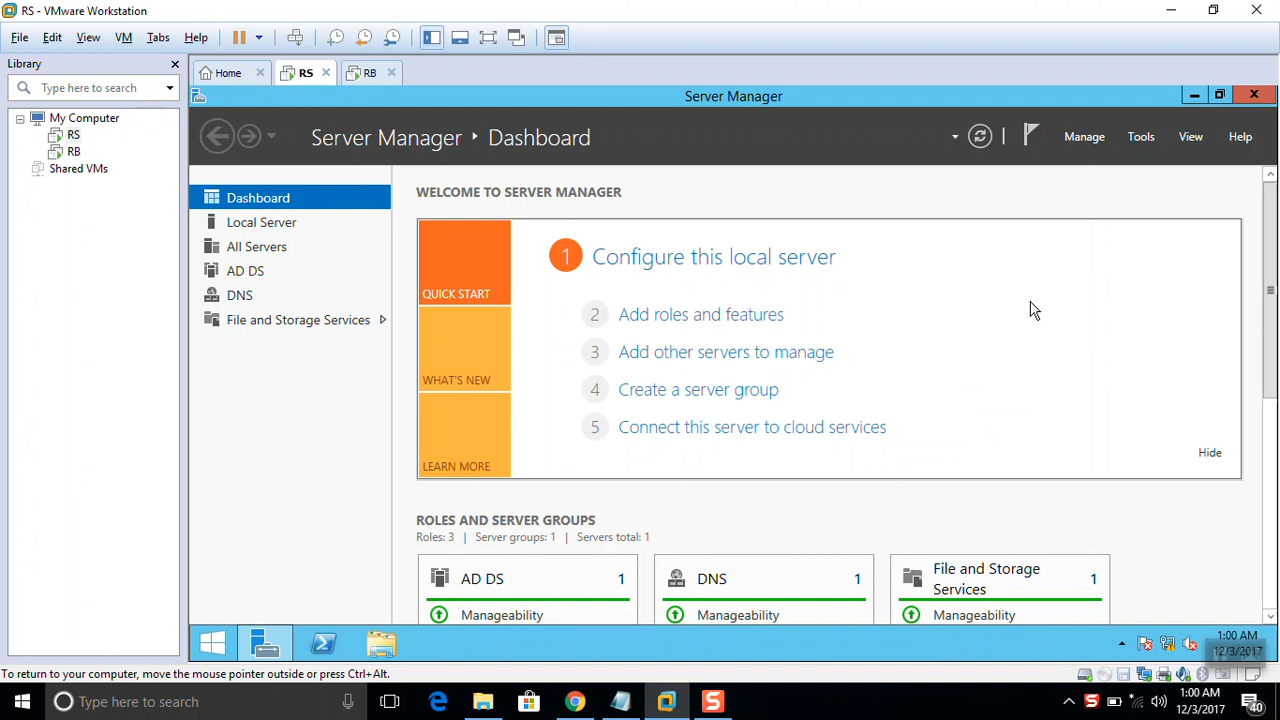 RS - VMware Workstation
File Edit View VM Tabs Help
Library
Type here to search
My Computer
RS
RB
Shared VMs
Home RS RB
Server Manager
Server Manager Dashboard
Manage Tools View Help
Dashboard
Local Server
All Servers
AD DS
DNS
File and Storage Services
WELCOME TO SERVER MANAGER
QUICK START
WHAT'S NEW
LEARN MORE
1 Configure this local server
2 Add roles and features
3 Add other servers to manage
4 Create a server group
5 Connect this server to cloud services
Hide
ROLES AND SERVER GROUPS
Roles: 3 | Server groups: 1 | Servers total: 1
AD DS 1
Manageability
DNS 1
Manageability
File and Storage
Services 1
Manageability
1:00 AM
12/3/2017
To return to your computer, move the mouse pointer outside or press Ctrl+Alt.
Type here to search
1:00 AM
12/3/2017
40